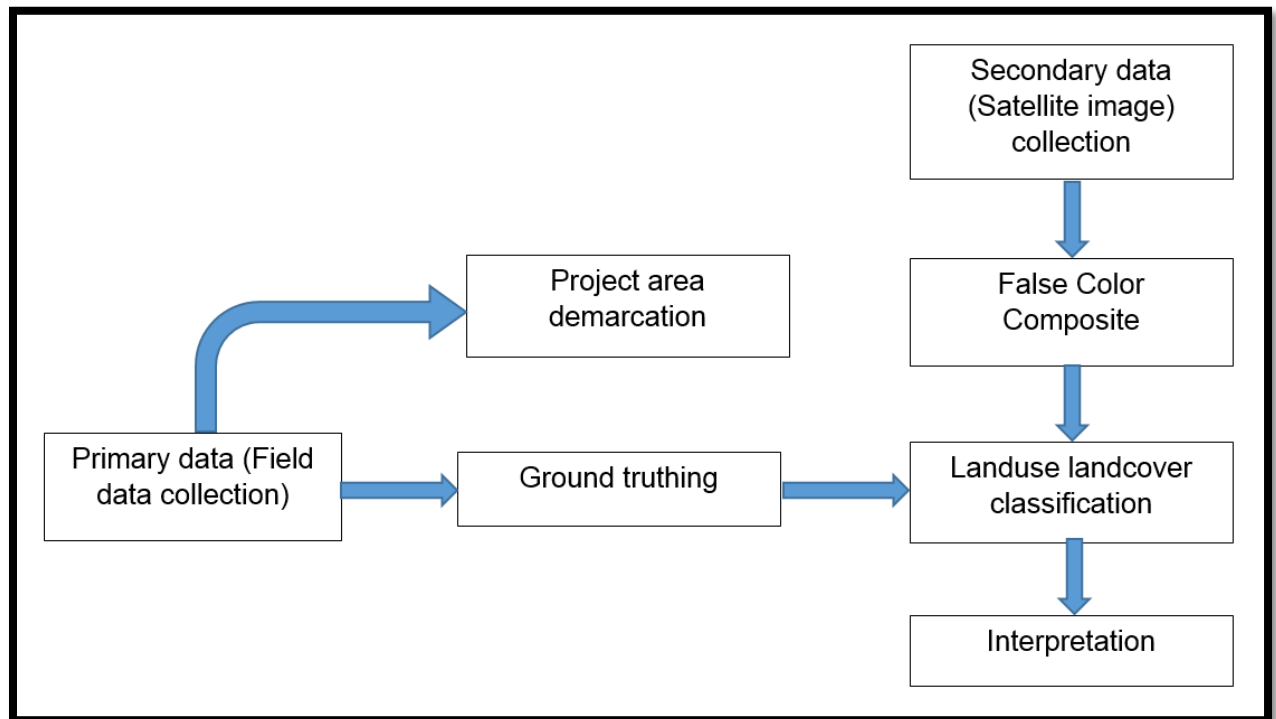 Secondary data
(Satellite image)
collection
Project area
demarcation
False Color
Composite
Primary data (Field
data collection)
Ground truthing
Landuse landcover
classification
Interpretation